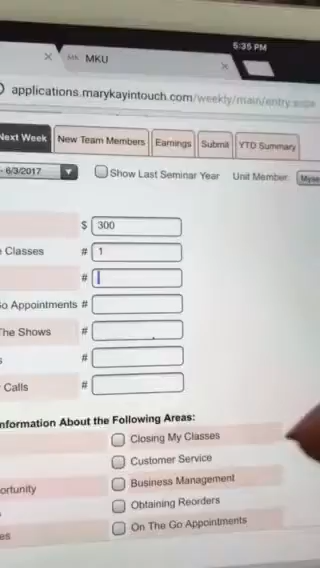 5:35 PM
MKU
applications.marykayintouch.com/weekly/main/entry.aspx
Next Week New Team Members Earnings Submit YTD Summary
- 6/3/2017 Show Last Seminar Year Unit Member:
$ 300
Classes # 1
#
Go Appointments #
The Shows #
s #
Calls #
nformation About the Following Areas:
Closing My Classes
Customer Service
ortunity Business Management
Obtaining Reorders
es On The Go Appointments